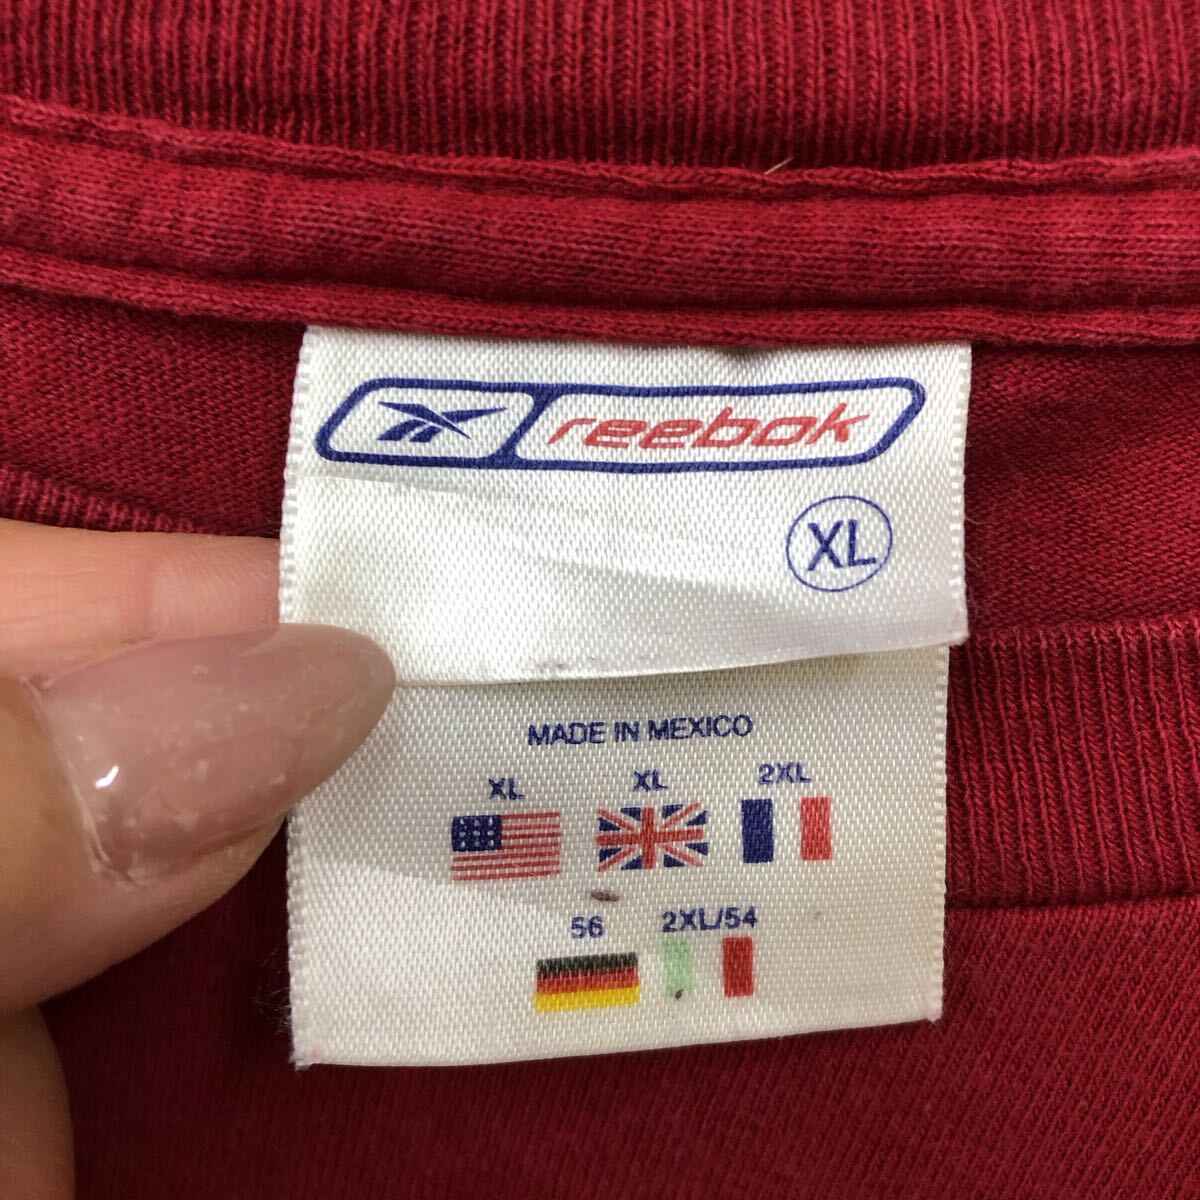 reebok
XL
MADE IN MEXICO
XL XL 2XL
56 2XL/54